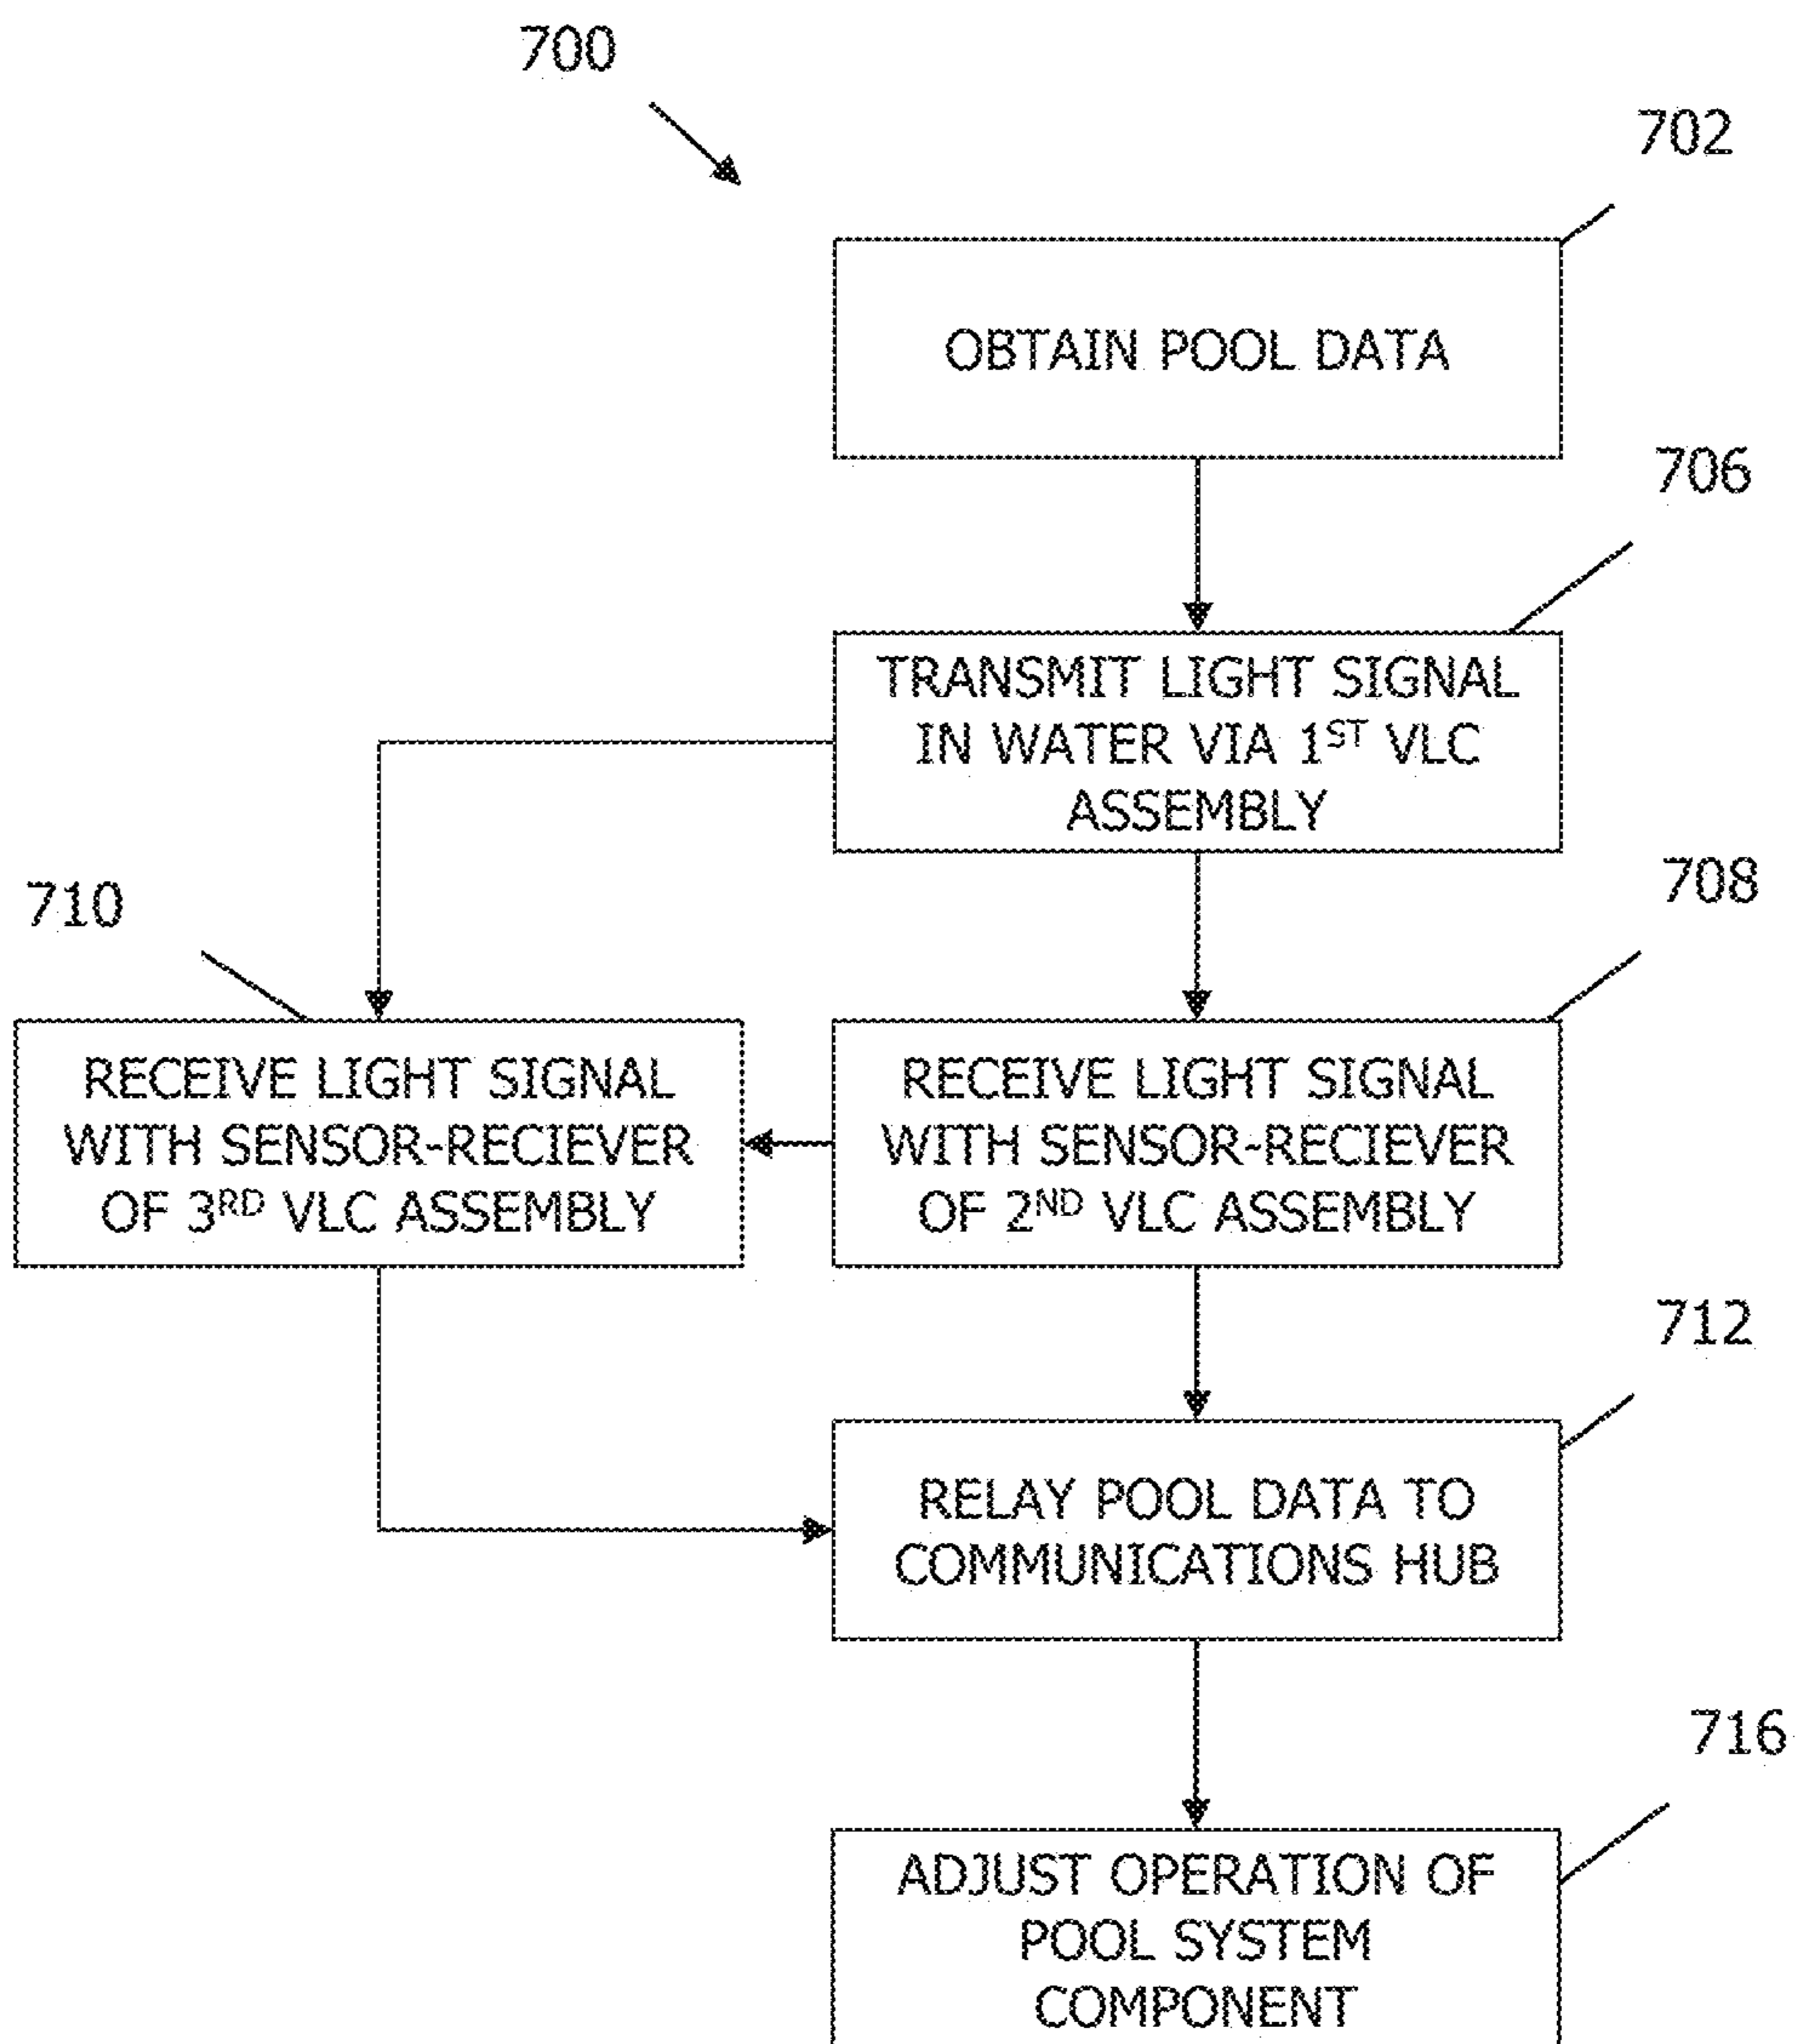 700
702
OBTAIN POOL DATA
706
TRANSMIT LIGHT SIGNAL
IN WATER VIA 1ST VLC
ASSEMBLY
710
708
RECEIVE LIGHT SIGNAL
WITH SENSOR-RECIEVER
OF 3RD VLC ASSEMBLY
RECEIVE LIGHT SIGNAL
WITH SENSOR-RECIEVER
OF 2ND VLC ASSEMBLY
712
RELAY POOL DATA TO
COMMUNICATIONS HUB
716
ADJUST OPERATION OF
POOL SYSTEM
COMPONENT